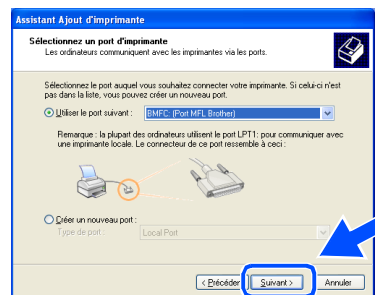 Assistant Ajout d'imprimante
Sélectionnez un port d'imprimante
Les ordinateurs communiquent avec les imprimantes via les ports.
Sélectionnez le port auquel vous souhaitez connecter votre imprimante. Si celui-ci n'est
pas dans la liste, vous pouvez créer un nouveau port.
Utiliser le port suivant : BMFC: (Port MFL Brother)
Remarque : la plupart des ordinateurs utilisent le port LPT1: pour communiquer avec
une imprimante locale. Le connecteur de ce port ressemble à ceci :
Créer un nouveau port :
Type de port : Local Port
< Précédent Suivant > Annuler